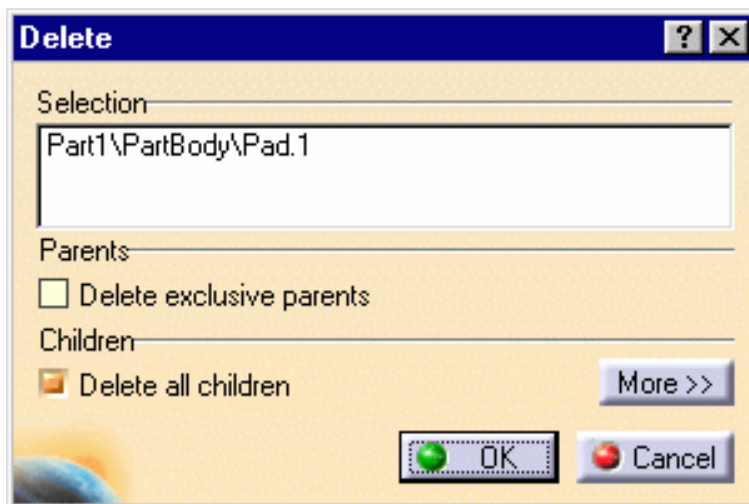 Delete
Selection
Part1\PartBody\Pad.1
Parents
Delete exclusive parents
Children
Delete all children
More >>
OK
Cancel